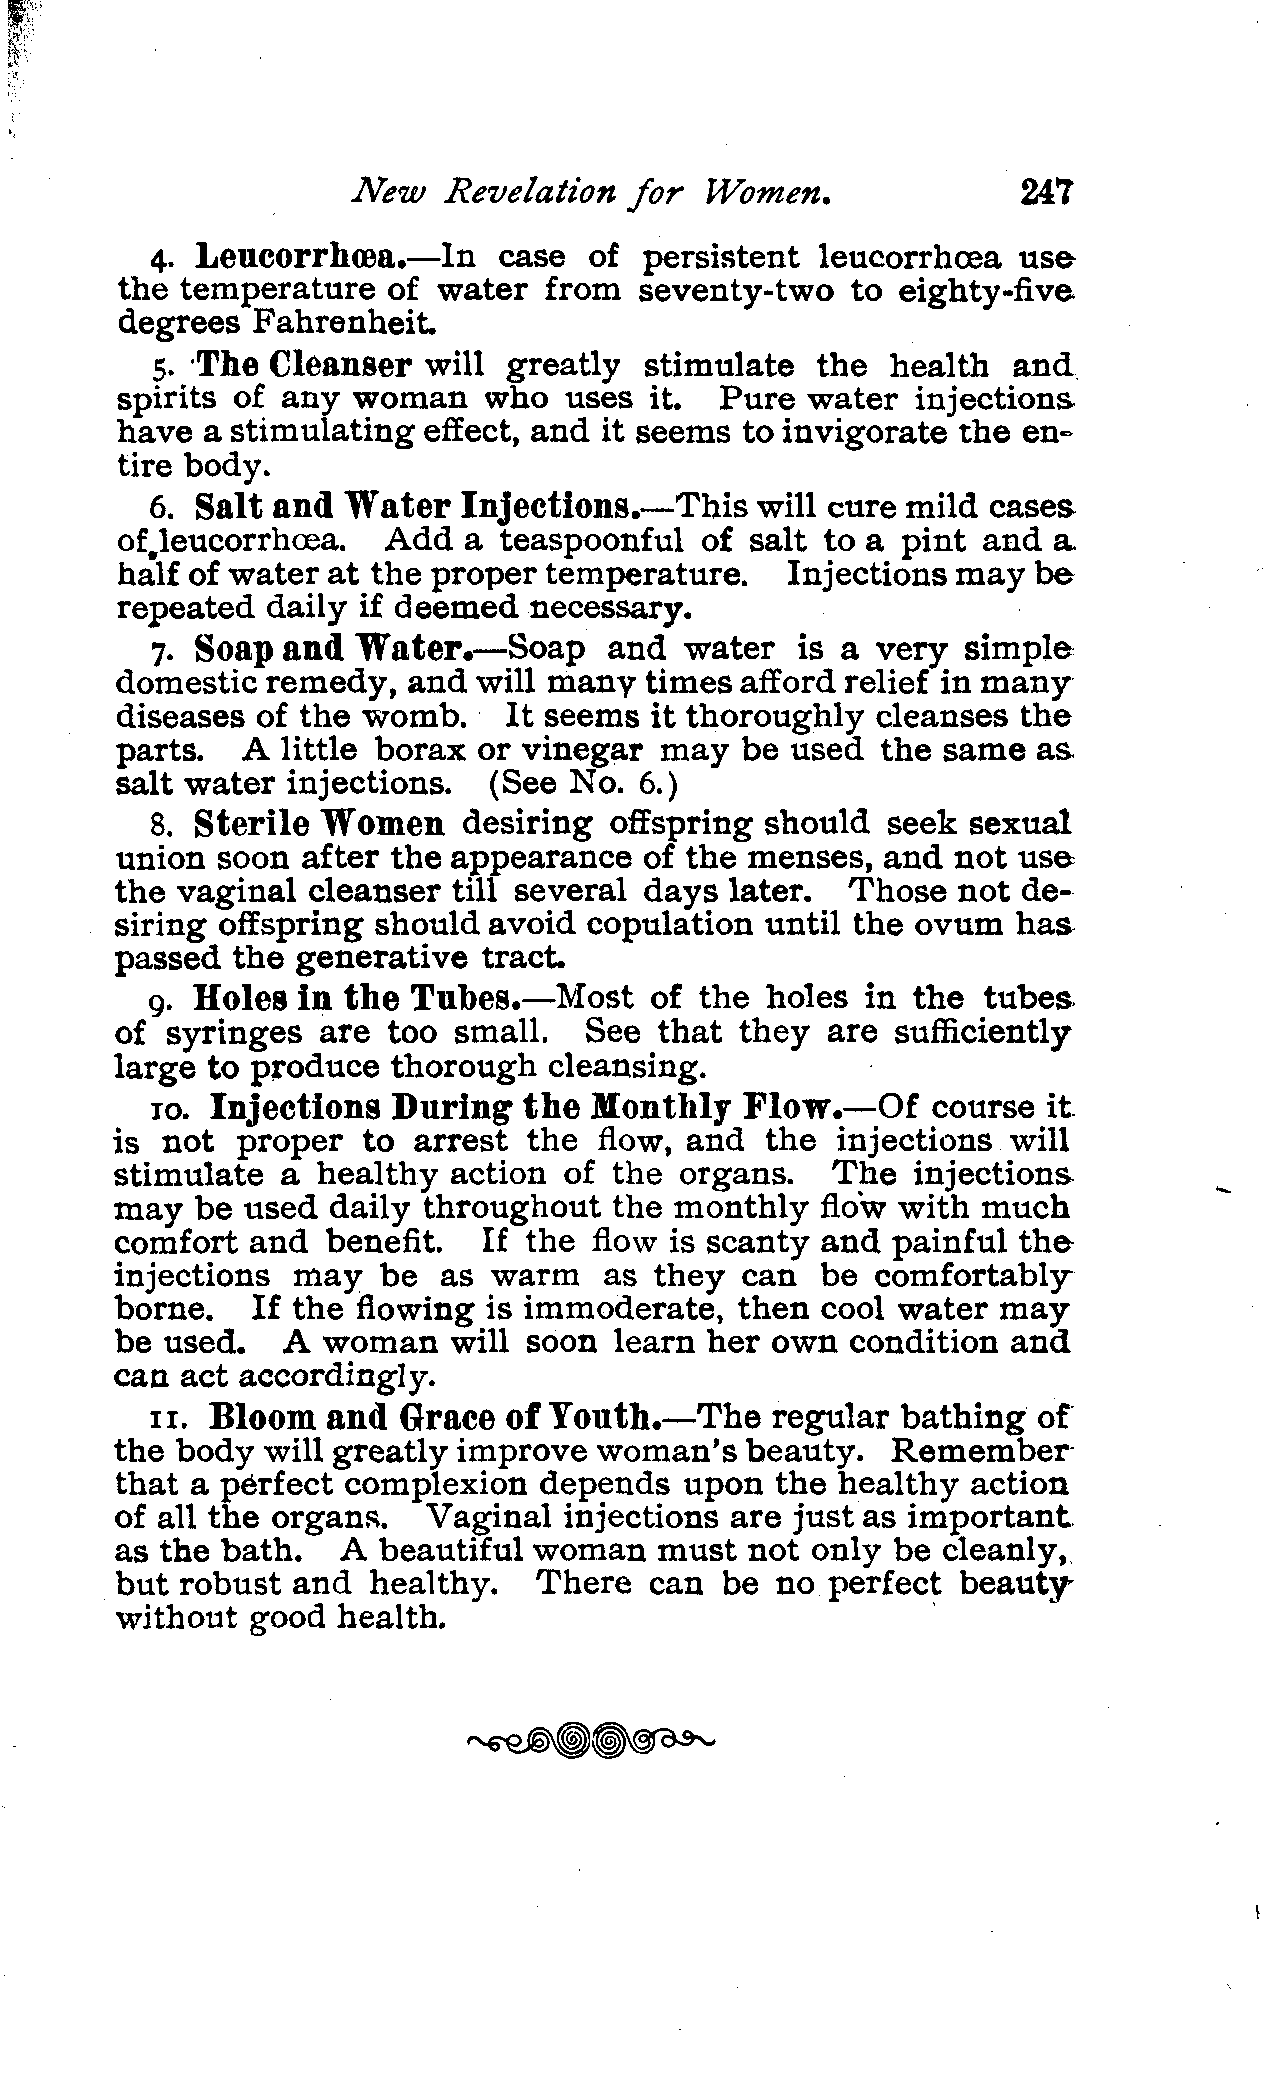 New Revelation for Women. 247
4. Leucorrhœa.—In case of persistent leucorrhœa use
the temperature of water from seventy-two to eighty-five
degrees Fahrenheit.
5. The Cleanser will greatly stimulate the health and
spirits of any woman who uses it. Pure water injections
have a stimulating effect, and it seems to invigorate the en-
tire body.
6. Salt and Water Injections.—This will cure mild cases
of leucorrhœa. Add a teaspoonful of salt to a pint and a
half of water at the proper temperature. Injections may be
repeated daily if deemed necessary.
7. Soap and Water.—Soap and water is a very simple
domestic remedy, and will many times afford relief in many
diseases of the womb. It seems it thoroughly cleanses the
parts. A little borax or vinegar may be used the same as
salt water injections. (See No. 6.)
8. Sterile Women desiring offspring should seek sexual
union soon after the appearance of the menses, and not use
the vaginal cleanser till several days later. Those not de-
siring offspring should avoid copulation until the ovum has
passed the generative tract.
9. Holes in the Tubes.—Most of the holes in the tubes
of syringes are too small. See that they are sufficiently
large to produce thorough cleansing.
10. Injections During the Monthly Flow.—Of course it
is not proper to arrest the flow, and the injections will
stimulate a healthy action of the organs. The injections
may be used daily throughout the monthly flow with much
comfort and benefit. If the flow is scanty and painful the
injections may be as warm as they can be comfortably
borne. If the flowing is immoderate, then cool water may
be used. A woman will soon learn her own condition and
can act accordingly.
11. Bloom and Grace of Youth.—The regular bathing of
the body will greatly improve woman's beauty. Remember
that a perfect complexion depends upon the healthy action
of all the organs. Vaginal injections are just as important
as the bath. A beautiful woman must not only be cleanly,
but robust and healthy. There can be no perfect beauty
without good health.